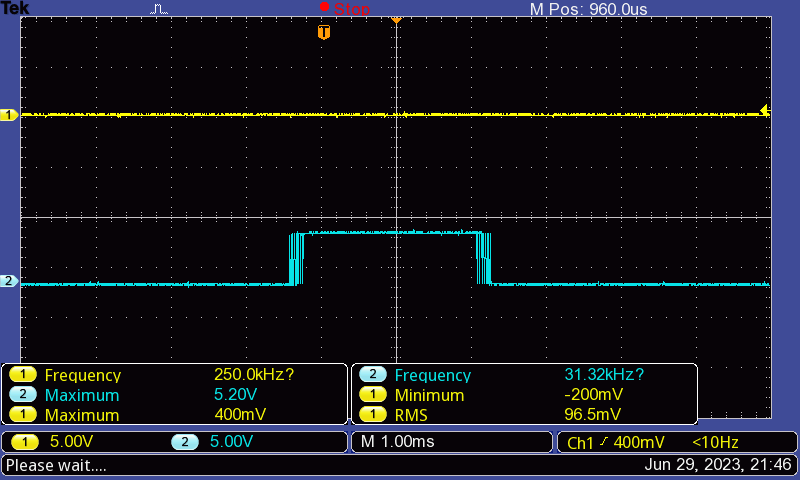 Tek Stop M Pos: 960.0us
T
1
2
1 Frequency 250.0kHz?
2 Maximum 5.20V
1 Maximum 400mV
2 Frequency 31.32kHz?
1 Minimum -200mV
1 RMS 96.5mV
1 5.00V 2 5.00V M 1.00ms Ch1 400mV <10Hz
Please wait.... Jun 29, 2023, 21:46